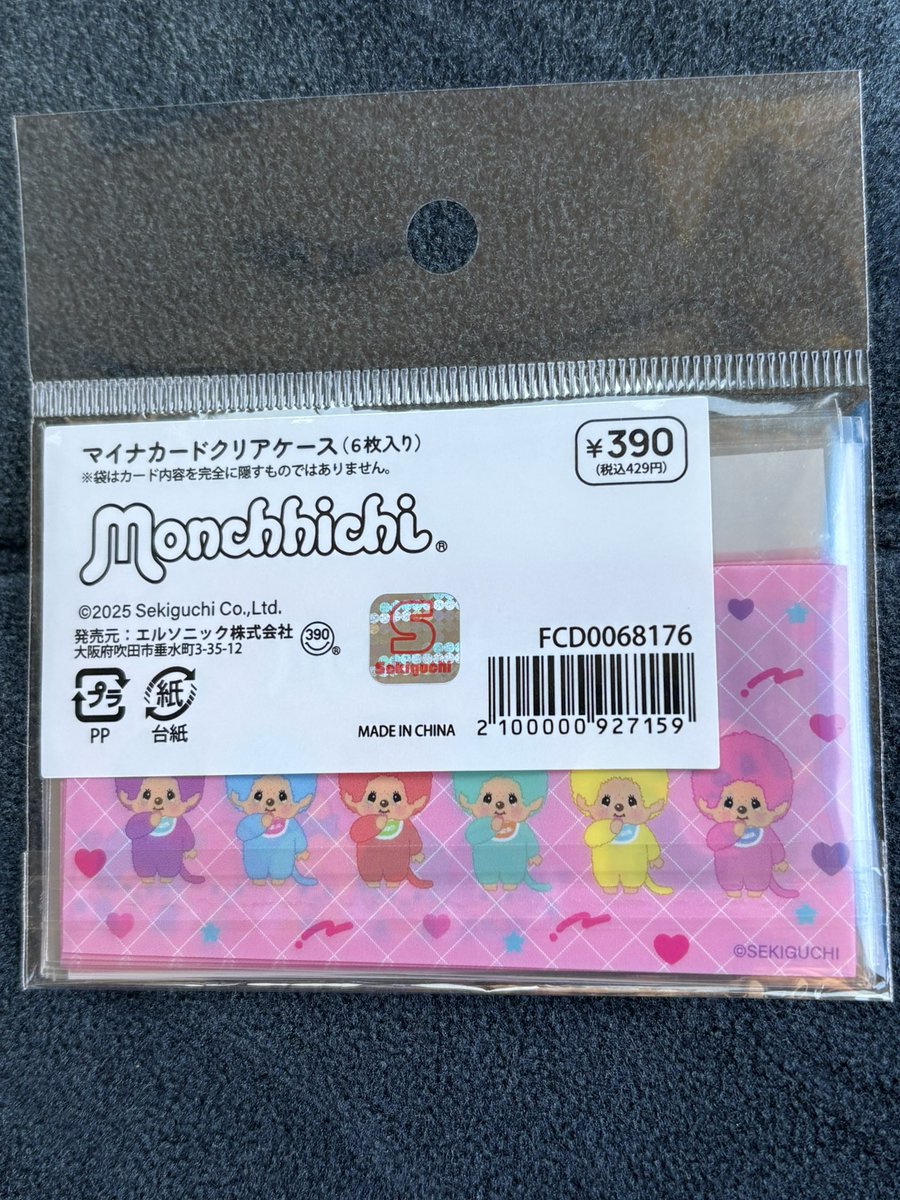 マイナカードクリアケース(6枚入り)
※袋はカード内容を完全に隠すものではありません。
¥390
(税込429円)
Monchhichi®
©2025 Sekiguchi Co.,Ltd.
発売元:エルソニック株式会社
大阪府吹田市垂水町3-35-12
390®
S
Sekiguchi
FCD0068176
プラ
PP
紙
台紙
MADE IN CHINA
2 100000 927159
©SEKIGUCHI